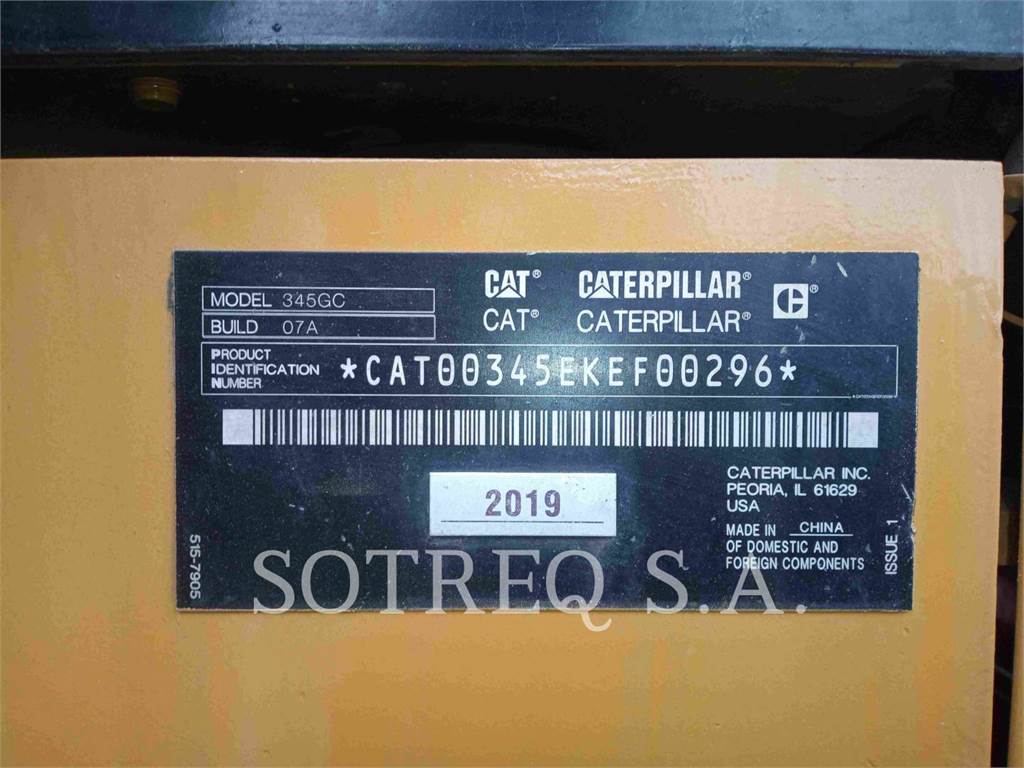 CAT® CATERPILLAR® C®
CAT® CATERPILLAR®
MODEL 345GC
BUILD 07A
PRODUCT
IDENTIFICATION
NUMBER
*CAT00345EKEF00296*
2019
CATERPILLAR INC.
PEORIA, IL 61629
USA
MADE IN CHINA
OF DOMESTIC AND
FOREIGN COMPONENTS
515-7905
ISSUE 1
SOTREQ S.A.